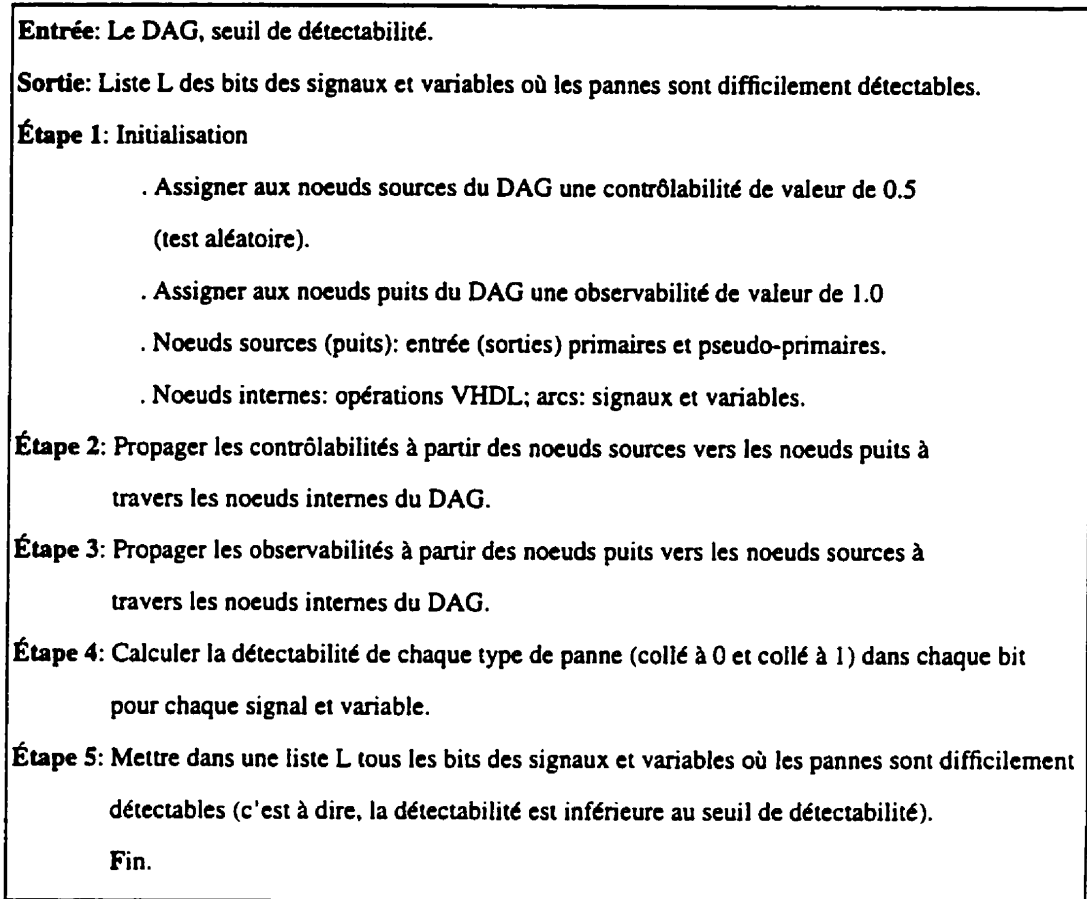 Entrée: Le DAG, seuil de détectabilité.
Sortie: Liste L des bits des signaux et variables où les pannes sont difficilement détectables.
Étape 1: Initialisation
. Assigner aux noeuds sources du DAG une contrôlabilité de valeur de 0.5
(test aléatoire).
. Assigner aux noeuds puits du DAG une observabilité de valeur de 1.0
. Noeuds sources (puits): entrée (sorties) primaires et pseudo-primaires.
. Noeuds internes: opérations VHDL; arcs: signaux et variables.
Étape 2: Propager les contrôlabilités à partir des noeuds sources vers les noeuds puits à
travers les noeuds internes du DAG.
Étape 3: Propager les observabilités à partir des noeuds puits vers les noeuds sources à
travers les noeuds internes du DAG.
Étape 4: Calculer la détectabilité de chaque type de panne (collé à 0 et collé à 1) dans chaque bit
pour chaque signal et variable.
Étape 5: Mettre dans une liste L tous les bits des signaux et variables où les pannes sont difficilement
détectables (c'est à dire, la détectabilité est inférieure au seuil de détectabilité).
Fin.